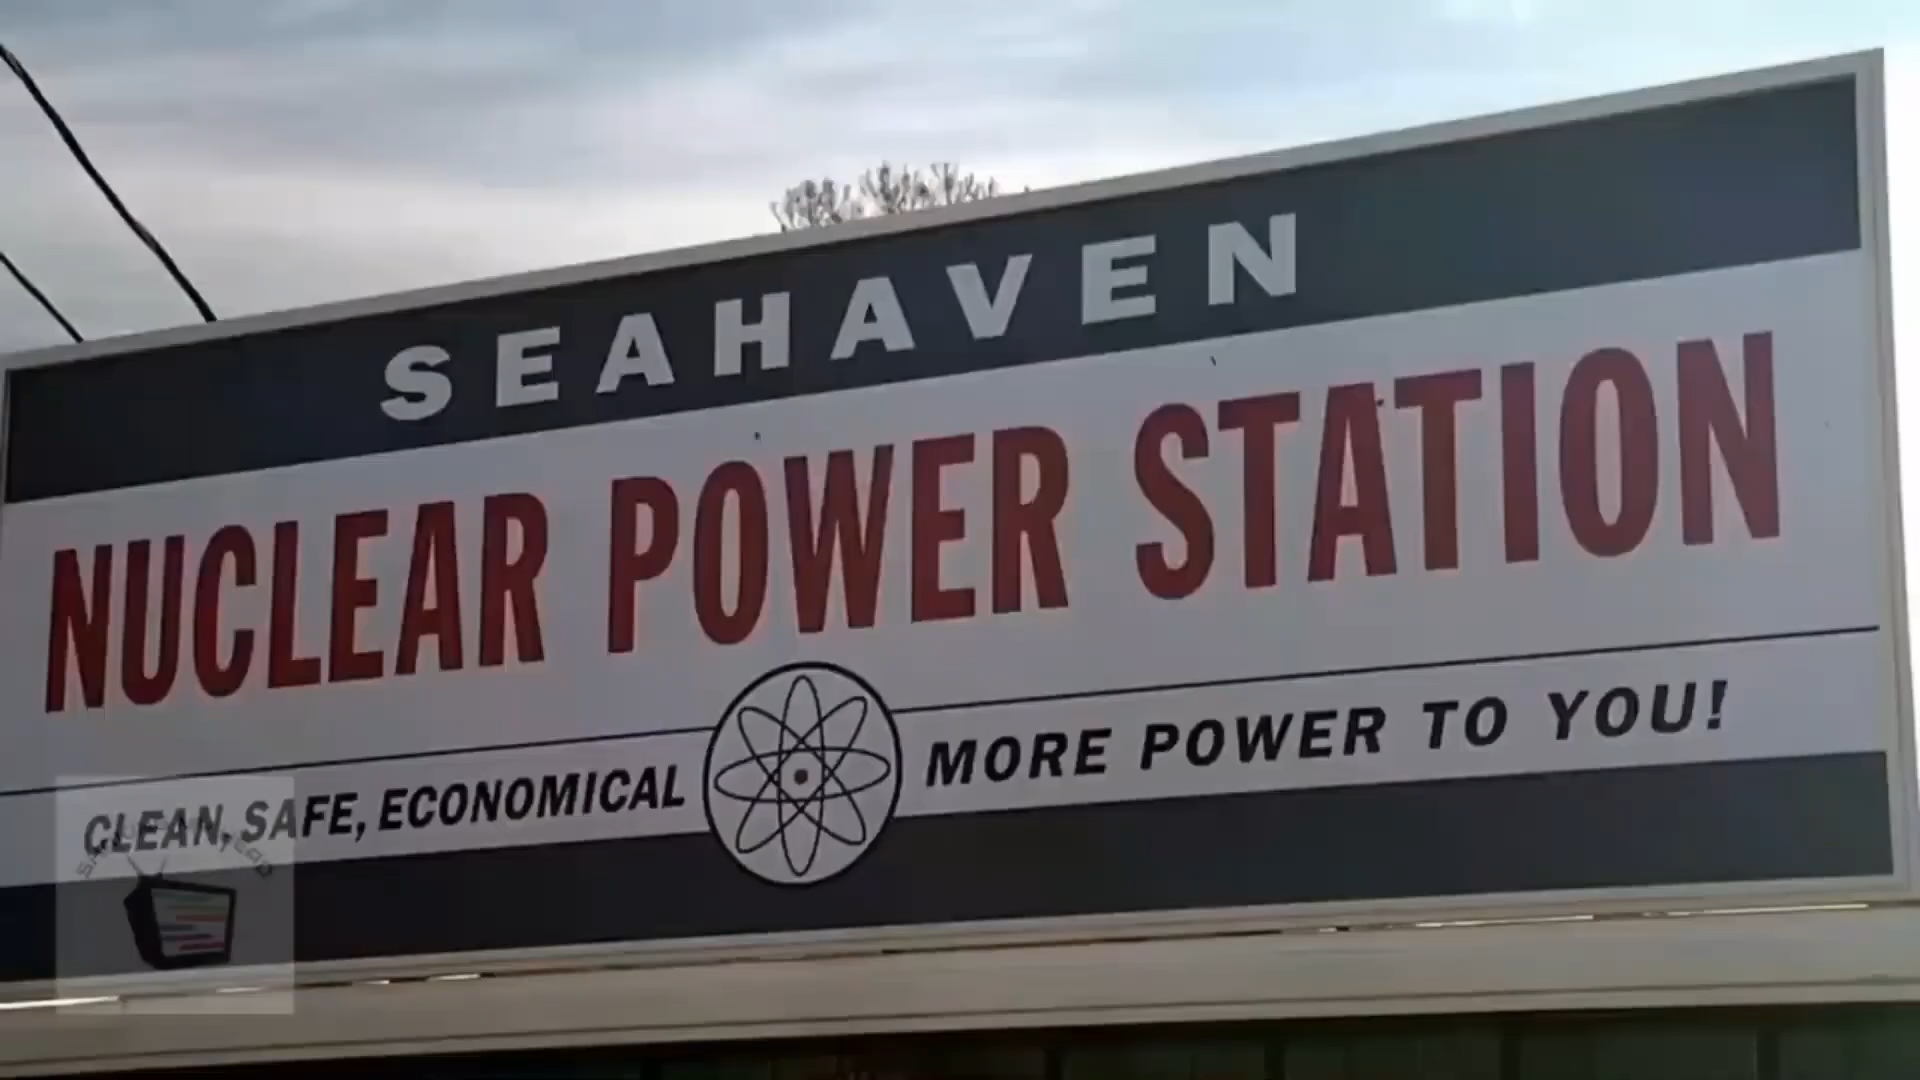 SEAHAVEN
NUCLEAR POWER STATION
CLEAN, SAFE, ECONOMICAL
MORE POWER TO YOU!